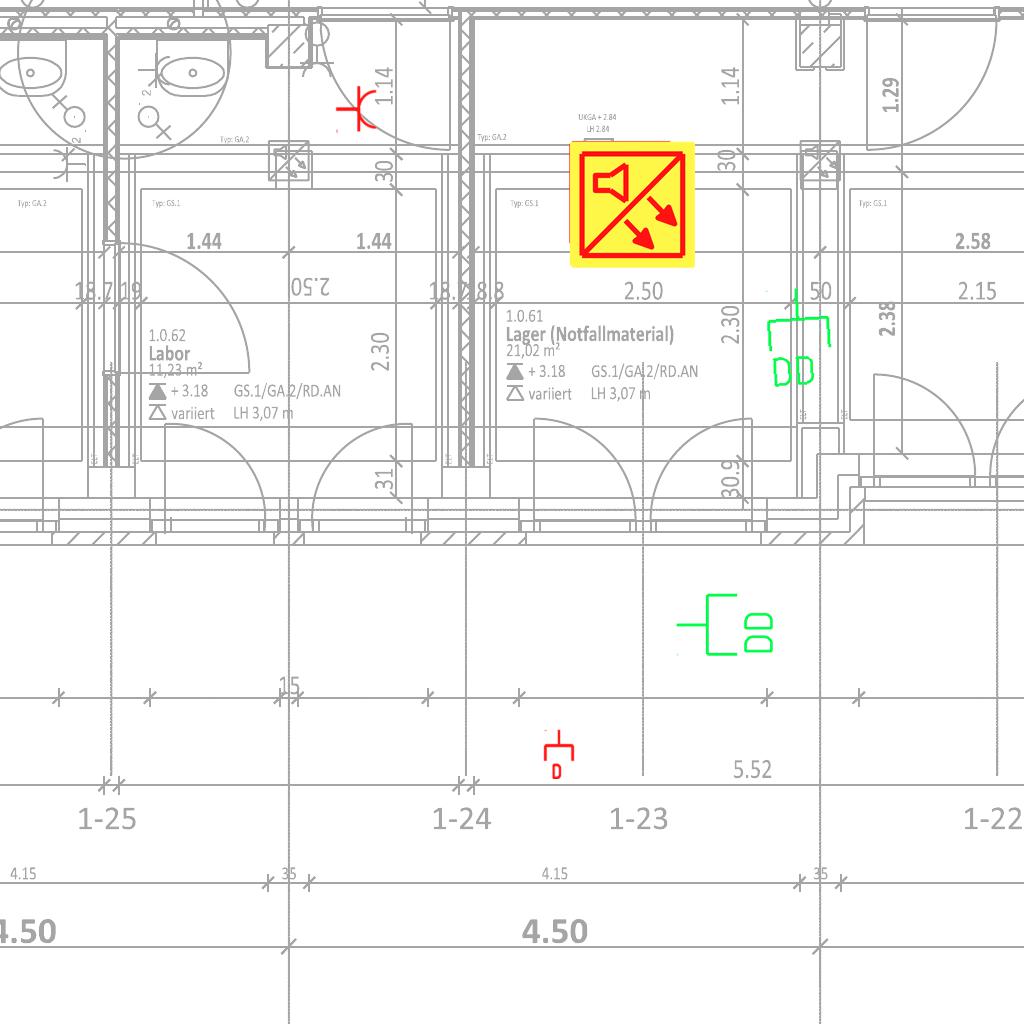 2
2
2
1.14
1.14
1.29
UKGA + 2.84
LH 2.84
Typ: GA.2
Typ: GA.2
30
30
Typ: GA.2
Typ: GS.1
Typ: GS.1
Typ: GS.1
1.44
1.44
2.58
2.50
18.7
19
18.7
8.8
2.50
50
2.15
1.0.62
Labor
11,23 m²
+ 3.18 GS.1/GA.2/RD.AN
variiert LH 3,07 m
2.30
1.0.61
Lager (Notfallmaterial)
21,02 m²
+ 3.18 GS.1/GA.2/RD.AN
variiert LH 3,07 m
2.30
2.38
DD
31
30.9
DD
15
D
5.52
1-25
1-24
1-23
1-22
4.15
35
4.15
35
4.50
4.50